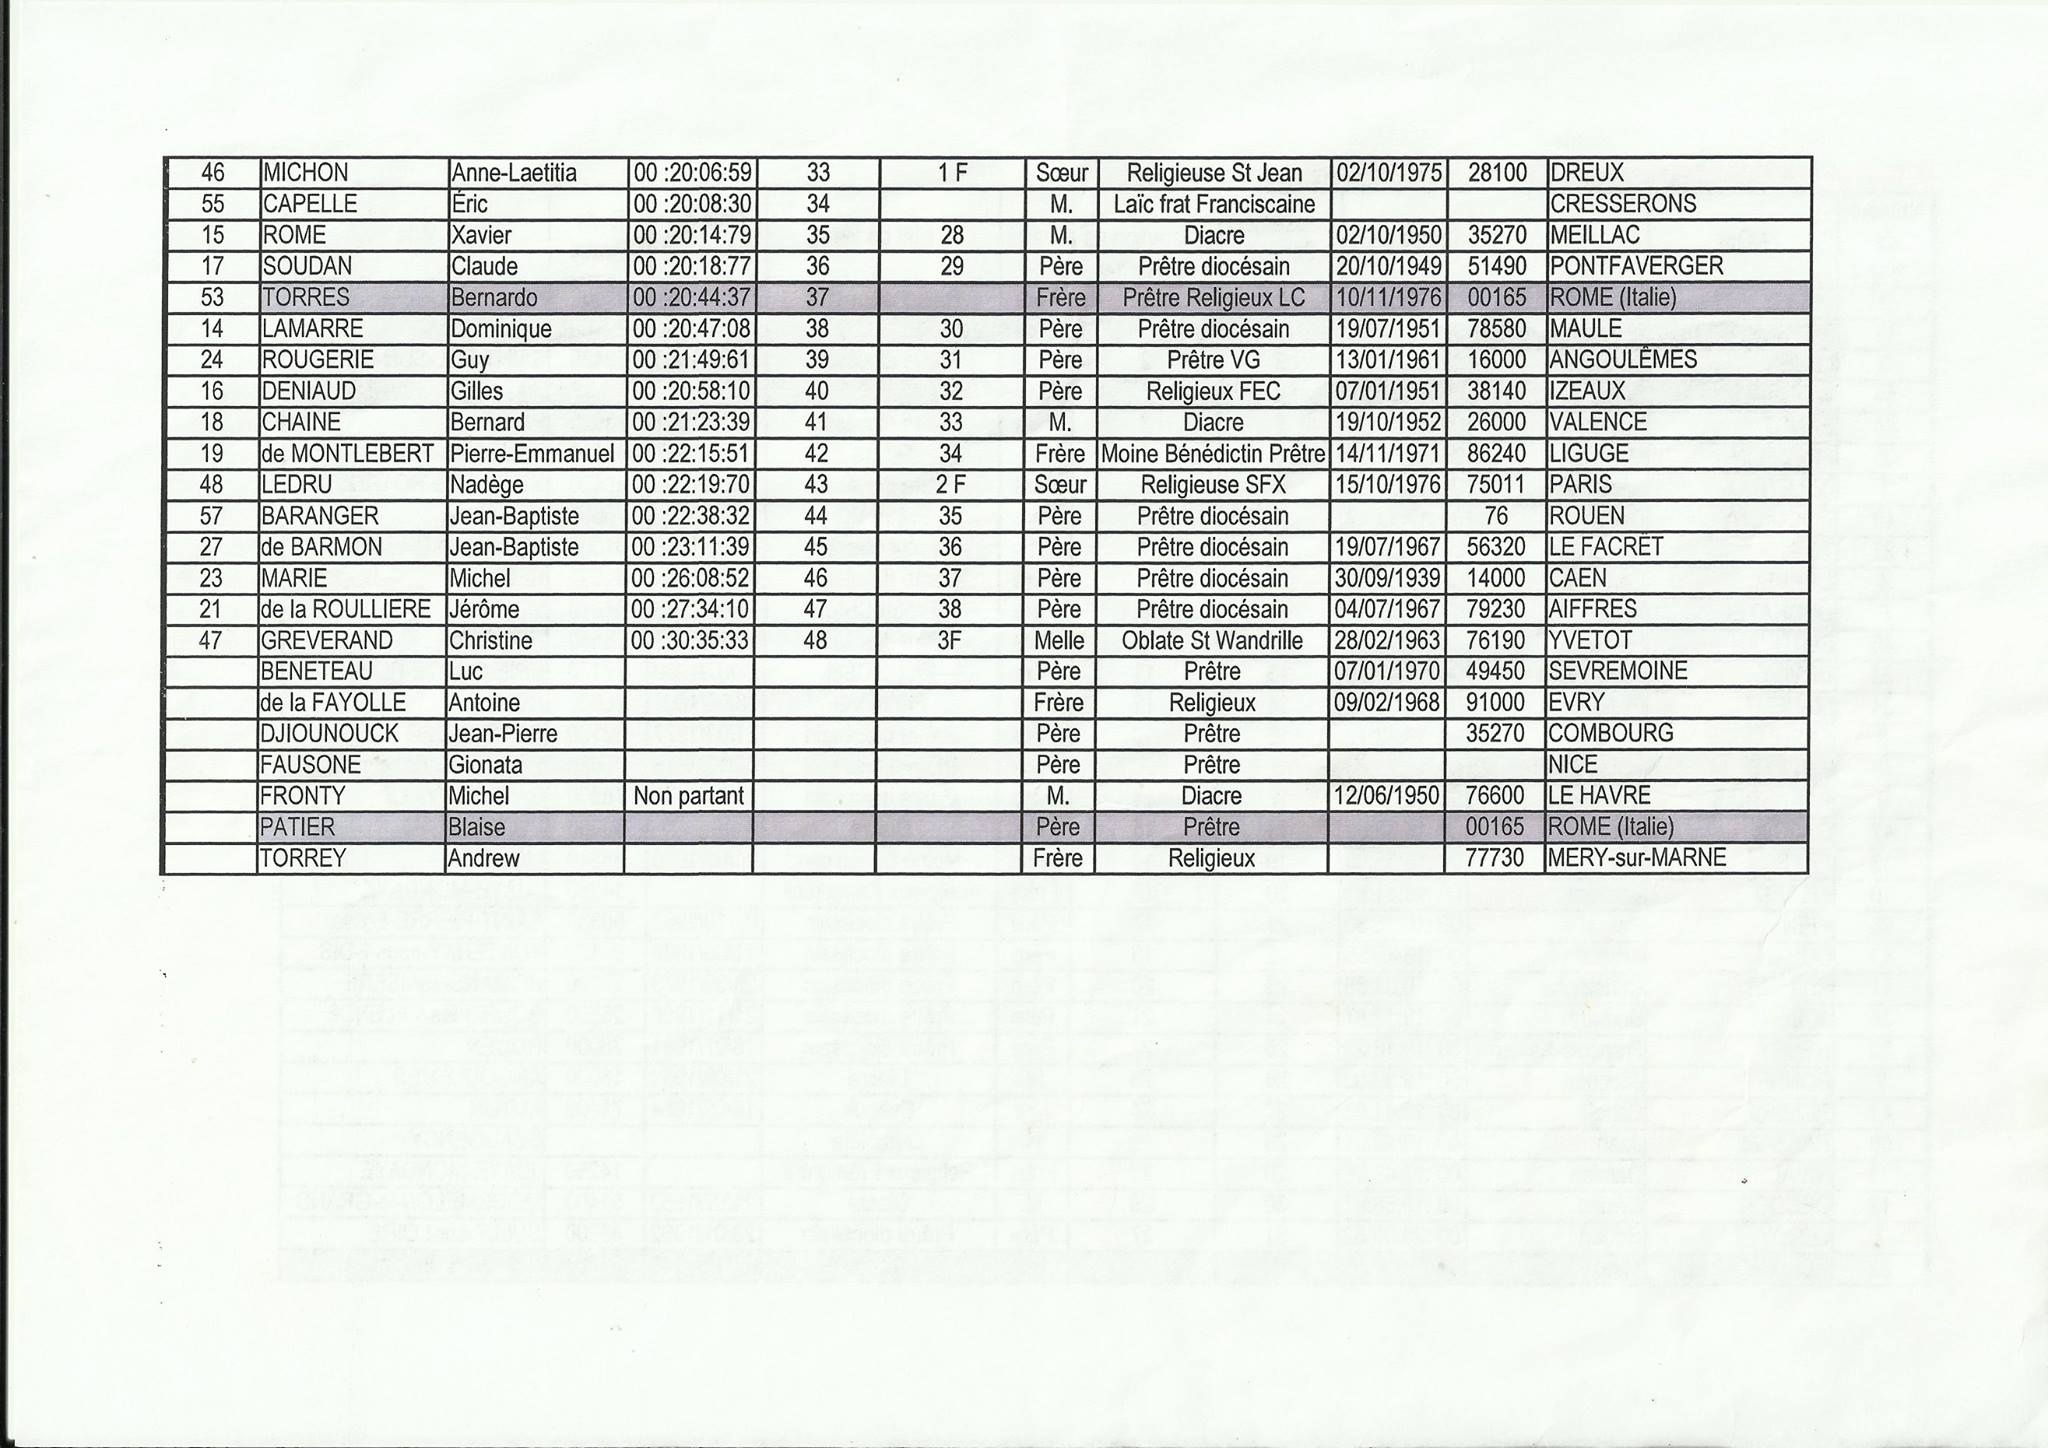 46 MICHON Anne-Laetitia 00 :20:06:59 33 1 F Sœur Religieuse St Jean 02/10/1975 28100 DREUX
55 CAPELLE Éric 00 :20:08:30 34 M. Laïc frat Franciscaine CRESSERONS
15 ROME Xavier 00 :20:14:79 35 28 M. Diacre 02/10/1950 35270 MEILLAC
17 SOUDAN Claude 00 :20:18:77 36 29 Père Prêtre diocésain 20/10/1949 51490 PONTFAVERGER
53 TORRES Bernardo 00 :20:44:37 37 Frère Prêtre Religieux LC 10/11/1976 00165 ROME (Italie)
14 LAMARRE Dominique 00 :20:47:08 38 30 Père Prêtre diocésain 19/07/1951 78580 MAULE
24 ROUGERIE Guy 00 :21:49:61 39 31 Père Prêtre VG 13/01/1961 16000 ANGOULÊMES
16 DENIAUD Gilles 00 :20:58:10 40 32 Père Religieux FEC 07/01/1951 38140 IZEAUX
18 CHAINE Bernard 00 :21:23:39 41 33 M. Diacre 19/10/1952 26000 VALENCE
19 de MONTLEBERT Pierre-Emmanuel 00 :22:15:51 42 34 Frère Moine Bénédictin Prêtre 14/11/1971 86240 LIGUGE
48 LEDRU Nadège 00 :22:19:70 43 2 F Sœur Religieuse SFX 15/10/1976 75011 PARIS
57 BARANGER Jean-Baptiste 00 :22:38:32 44 35 Père Prêtre diocésain 76 ROUEN
27 de BARMON Jean-Baptiste 00 :23:11:39 45 36 Père Prêtre diocésain 19/07/1967 56320 LE FACRËT
23 MARIE Michel 00 :26:08:52 46 37 Père Prêtre diocésain 30/09/1939 14000 CAEN
21 de la ROULLIERE Jérôme 00 :27:34:10 47 38 Père Prêtre diocésain 04/07/1967 79230 AIFFRES
47 GREVERAND Christine 00 :30:35:33 48 3F Melle Oblate St Wandrille 28/02/1963 76190 YVETOT
BENETEAU Luc Père Prêtre 07/01/1970 49450 SEVREMOINE
de la FAYOLLE Antoine Frère Religieux 09/02/1968 91000 EVRY
DJIOUNOUCK Jean-Pierre Père Prêtre 35270 COMBOURG
FAUSONE Gionata Père Prêtre NICE
FRONTY Michel Non partant M. Diacre 12/06/1950 76600 LE HAVRE
PATIER Blaise Père Prêtre 00165 ROME (Italie)
TORREY Andrew Frère Religieux 77730 MERY-sur-MARNE